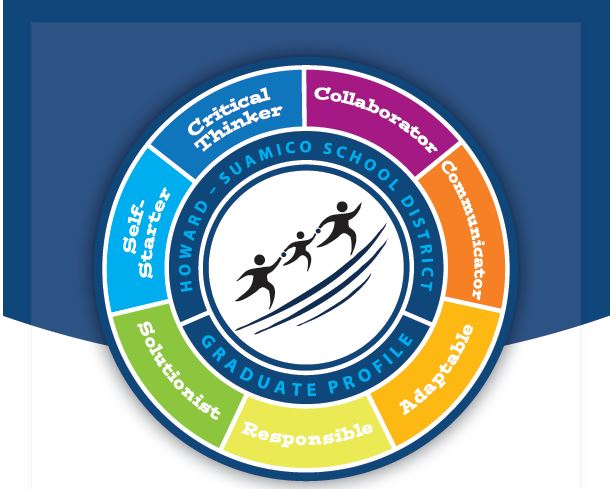 Critical
Thinker
Collaborator
Communicator
Adaptable
Responsible
Solutionist
Self-
Starter
HOWARD – SUAMICO SCHOOL DISTRICT
GRADUATE PROFILE